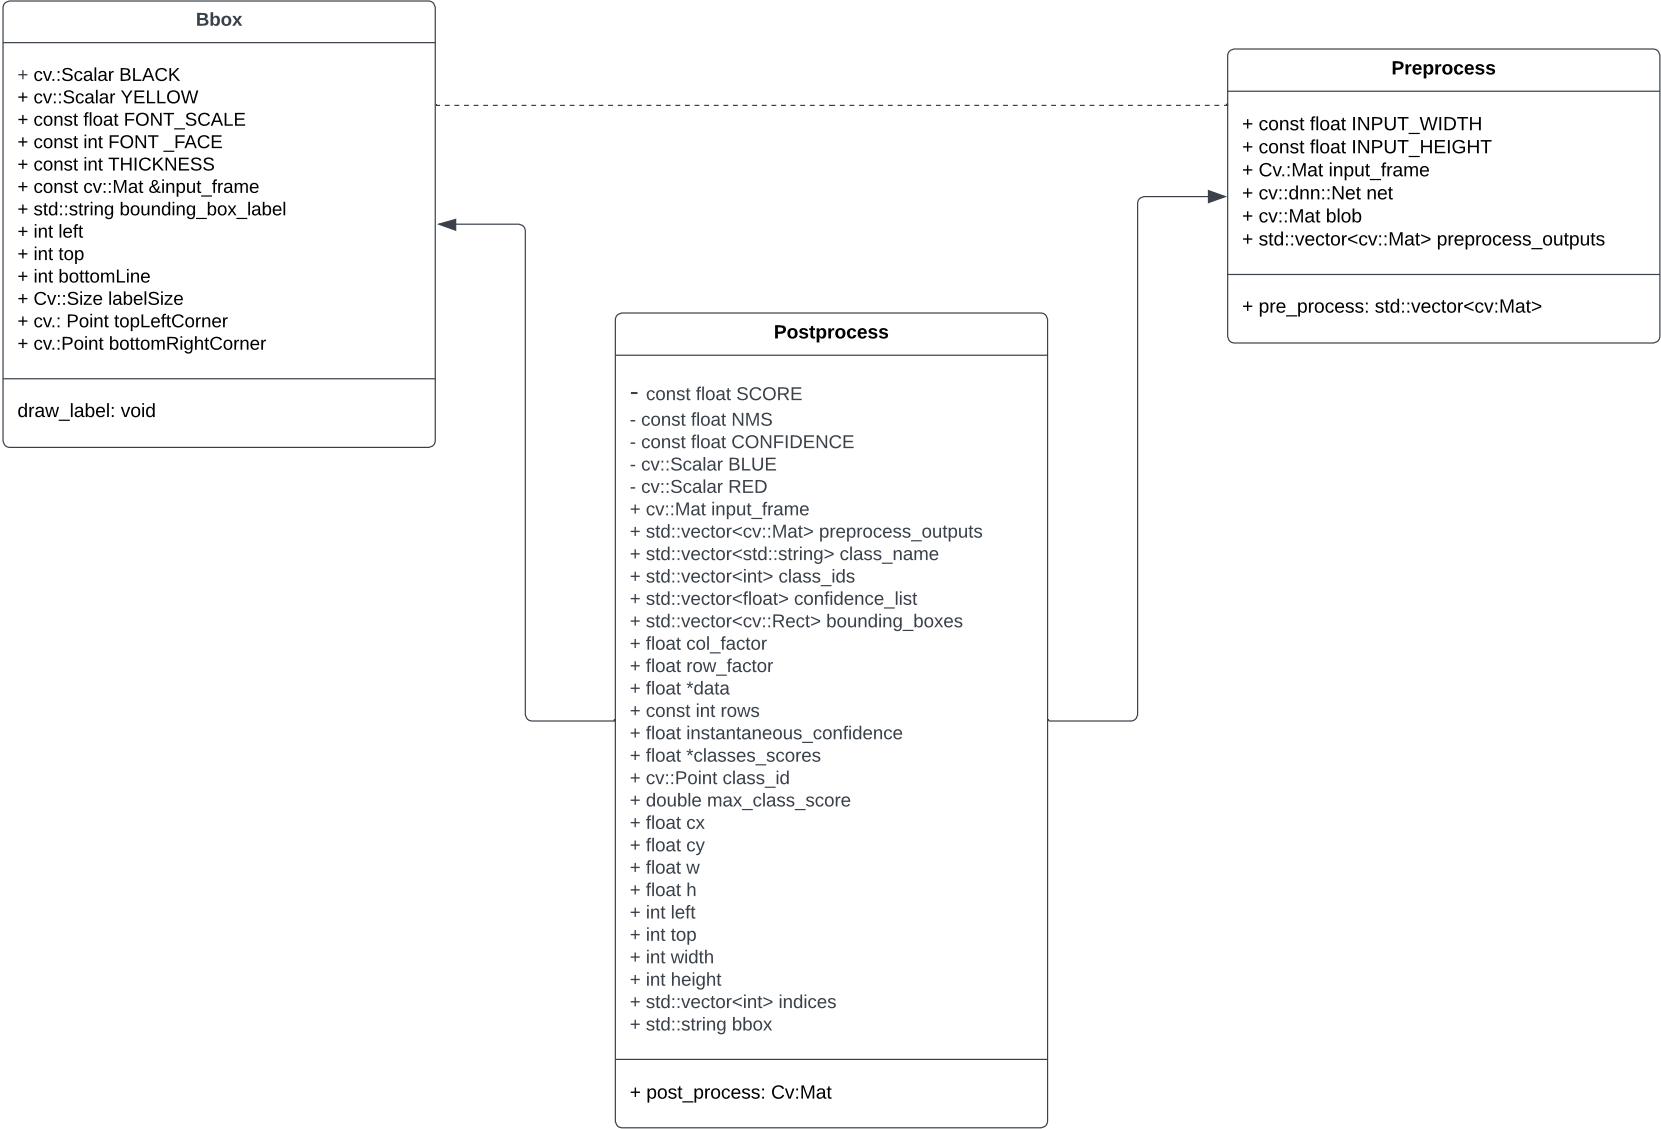 Bbox
+ cv.:Scalar BLACK
+ cv::Scalar YELLOW
+ const float FONT_SCALE
+ const int FONT _FACE
+ const int THICKNESS
+ const cv::Mat &input_frame
+ std::string bounding_box_label
+ int left
+ int top
+ int bottomLine
+ Cv::Size labelSize
+ cv.: Point topLeftCorner
+ cv.:Point bottomRightCorner
draw_label: void
Preprocess
+ const float INPUT_WIDTH
+ const float INPUT_HEIGHT
+ Cv.:Mat input_frame
+ cv::dnn::Net net
+ cv::Mat blob
+ std::vector<cv::Mat> preprocess_outputs
+ pre_process: std::vector<cv:Mat>
Postprocess
- const float SCORE
- const float NMS
- const float CONFIDENCE
- cv::Scalar BLUE
- cv::Scalar RED
+ cv::Mat input_frame
+ std::vector<cv::Mat> preprocess_outputs
+ std::vector<std::string> class_name
+ std::vector<int> class_ids
+ std::vector<float> confidence_list
+ std::vector<cv::Rect> bounding_boxes
+ float col_factor
+ float row_factor
+ float *data
+ const int rows
+ float instantaneous_confidence
+ float *classes_scores
+ cv::Point class_id
+ double max_class_score
+ float cx
+ float cy
+ float w
+ float h
+ int left
+ int top
+ int width
+ int height
+ std::vector<int> indices
+ std::string bbox
+ post_process: Cv:Mat